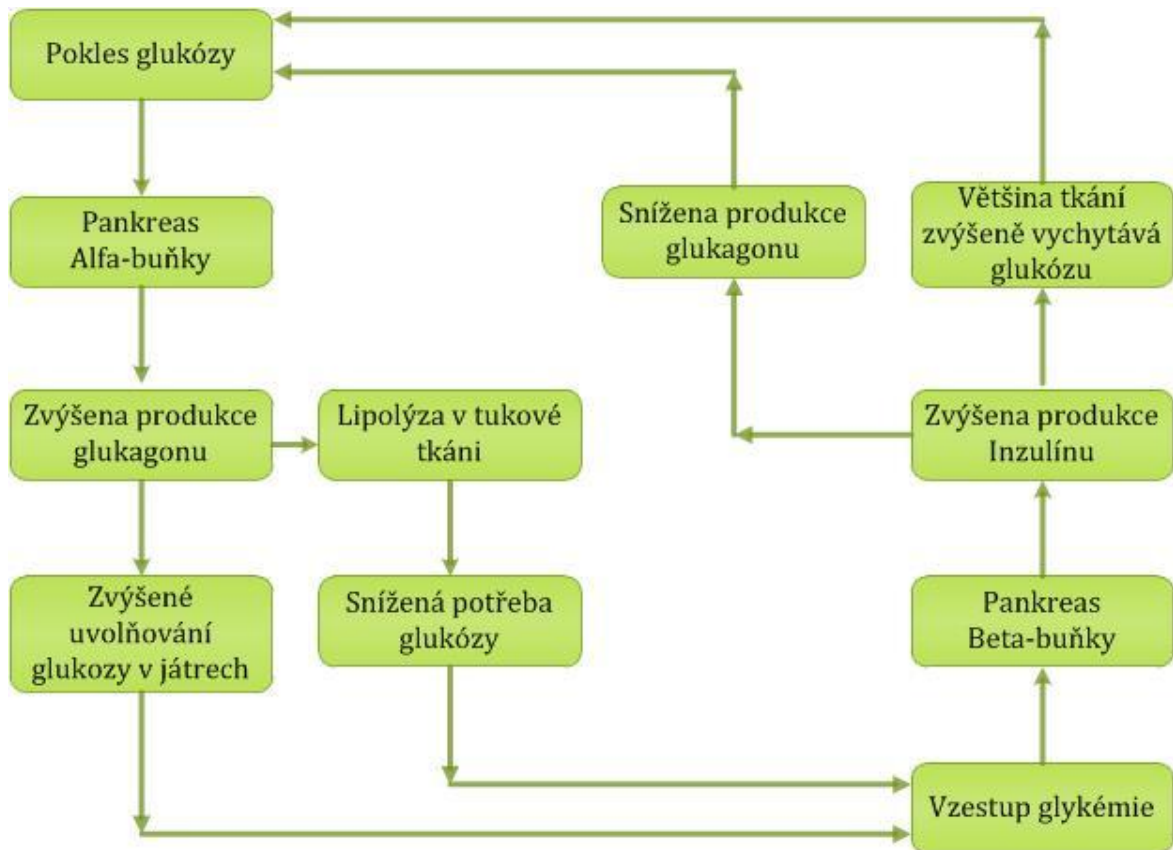 Pokles glukózy
Pankreas
Alfa-buňky
Snížena produkce
glukagonu
Většina tkání
zvýšeně vychytává
glukózu
Zvýšena produkce
glukagonu
Lipolýza v tukové
tkáni
Zvýšena produkce
Inzulínu
Zvýšené
uvolňování
glukozy v játrech
Snížená potřeba
glukózy
Pankreas
Beta-buňky
Vzestup glykémie